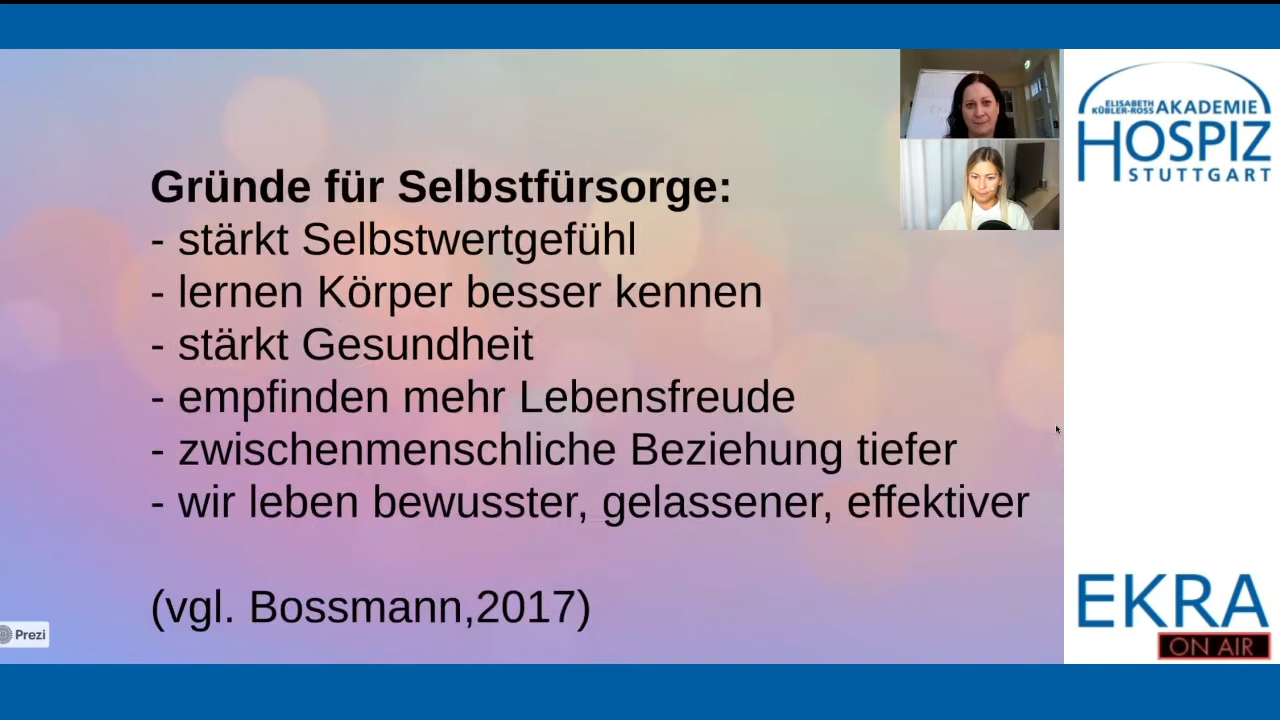 Gründe für Selbstfürsorge:
- stärkt Selbstwertgefühl
- lernen Körper besser kennen
- stärkt Gesundheit
- empfinden mehr Lebensfreude
- zwischenmenschliche Beziehung tiefer
- wir leben bewusster, gelassener, effektiver
(vgl. Bossmann,2017)
Prezi
ELISABETH
KÜBLER-ROSS AKADEMIE
HOSPIZ
STUTTGART
EKRA
ON AIR